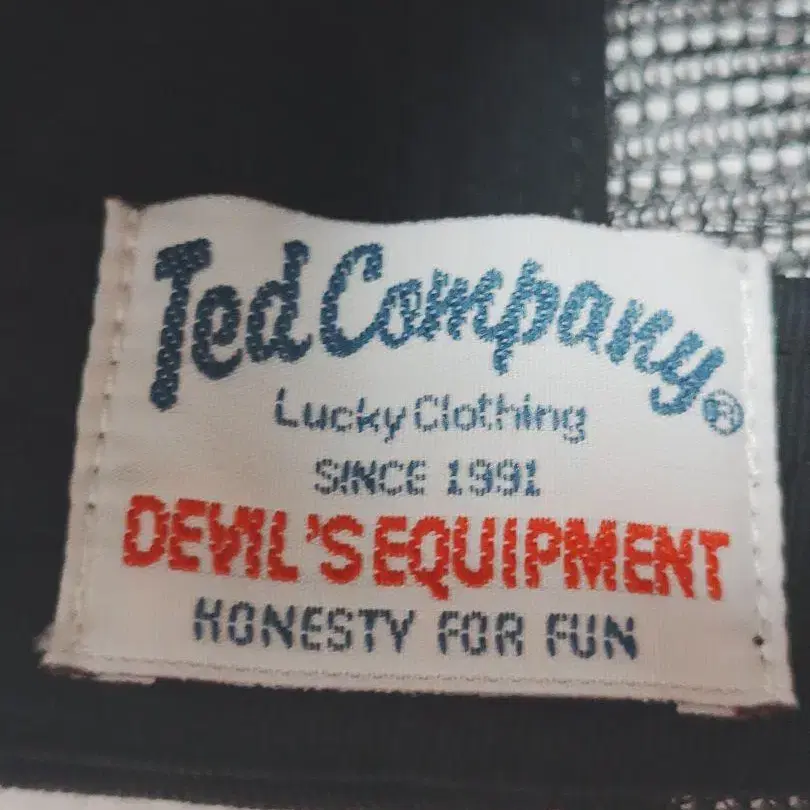 Ted Company®
Lucky Clothing
SINCE 1991
DEVIL'S EQUIPMENT
HONESTY FOR FUN